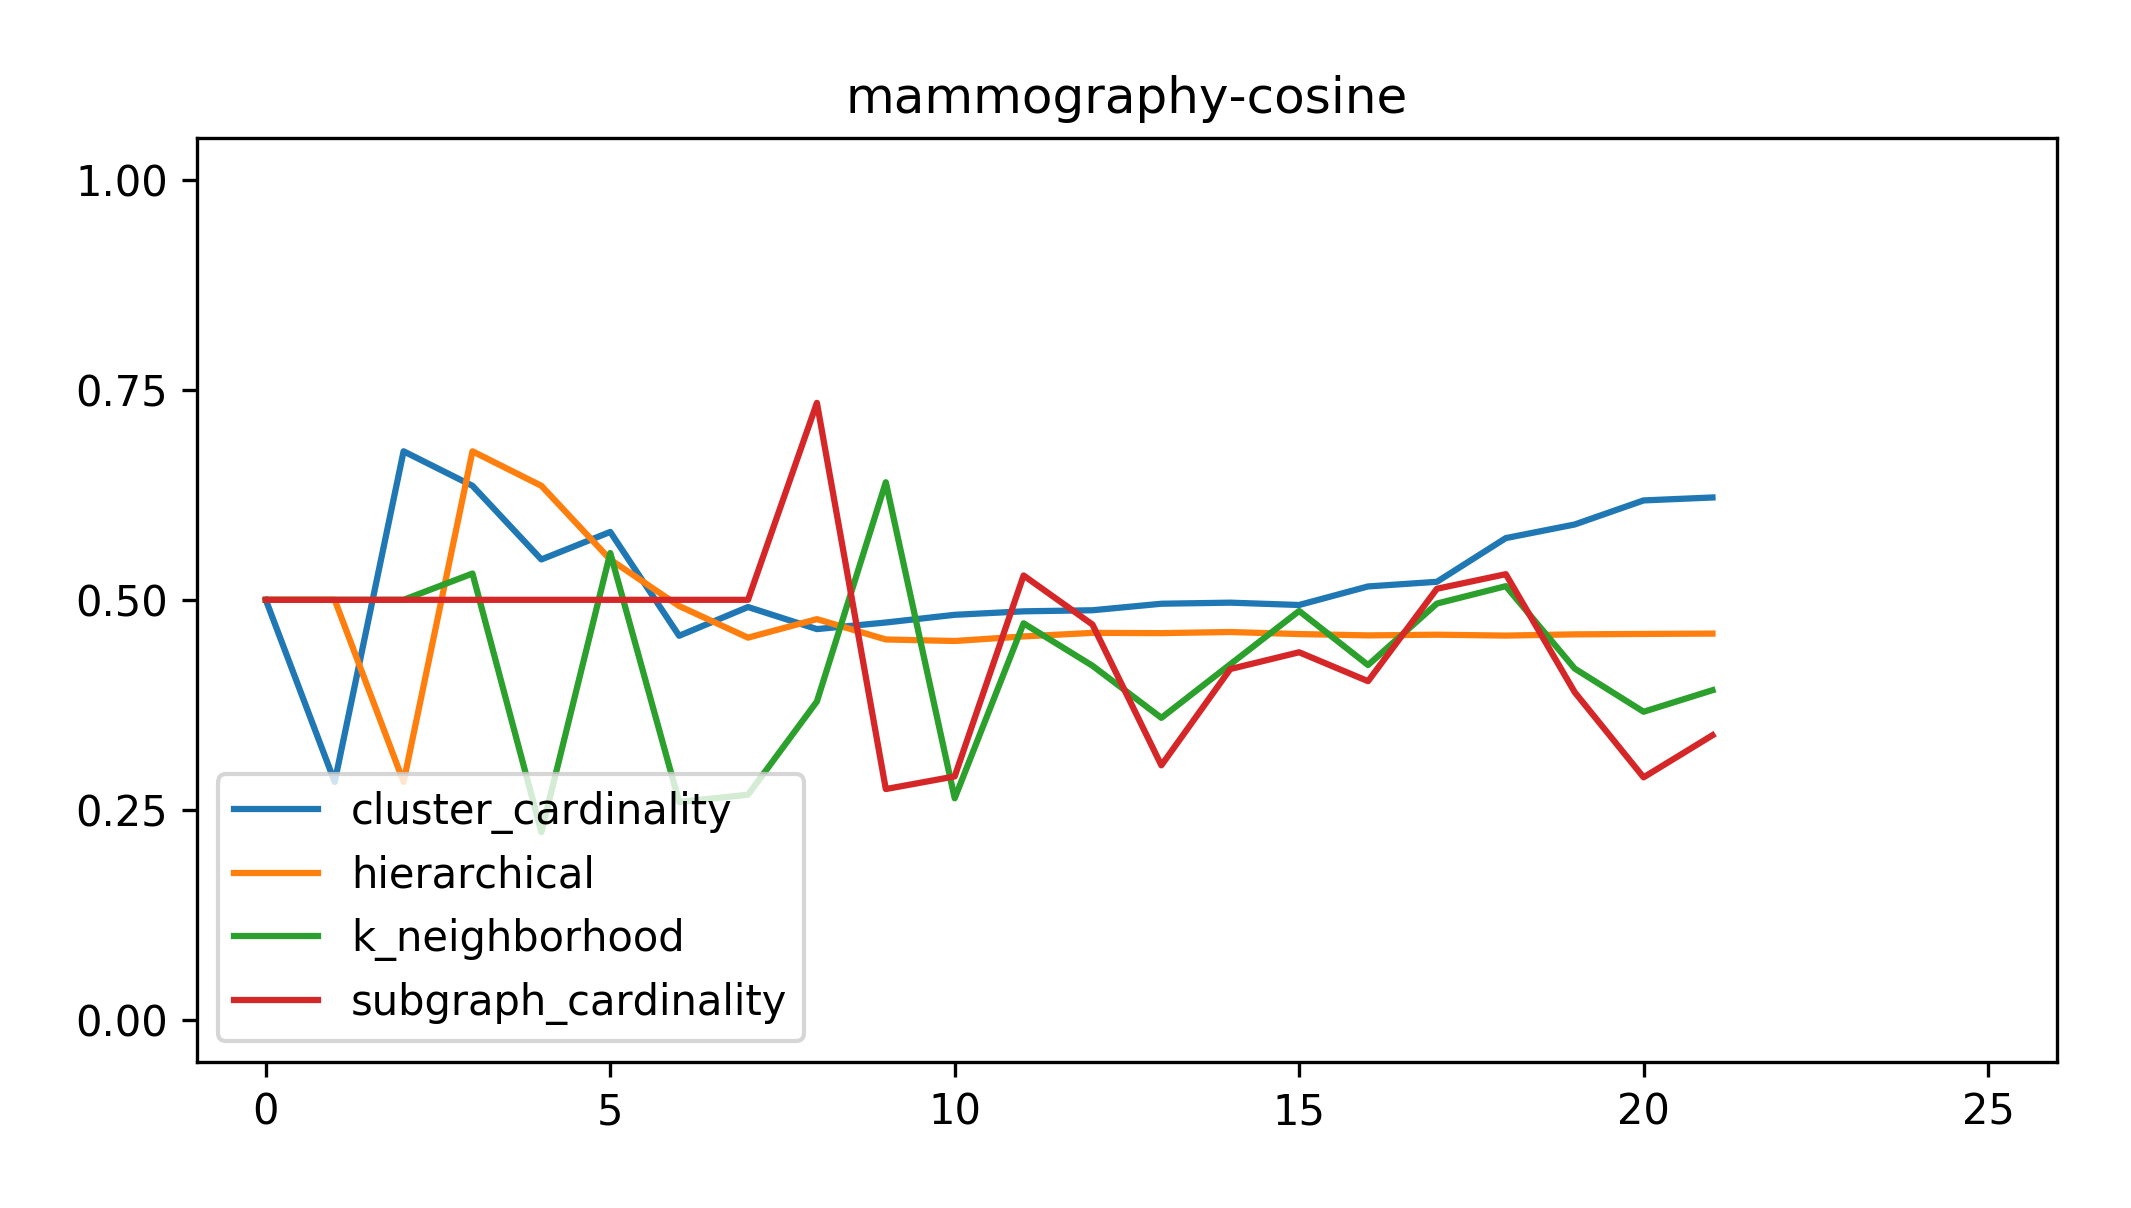 mammography-cosine
1.00
0.75
0.50
0.25
0.00
cluster_cardinality
hierarchical
k_neighborhood
subgraph_cardinality
0 5 10 15 20 25